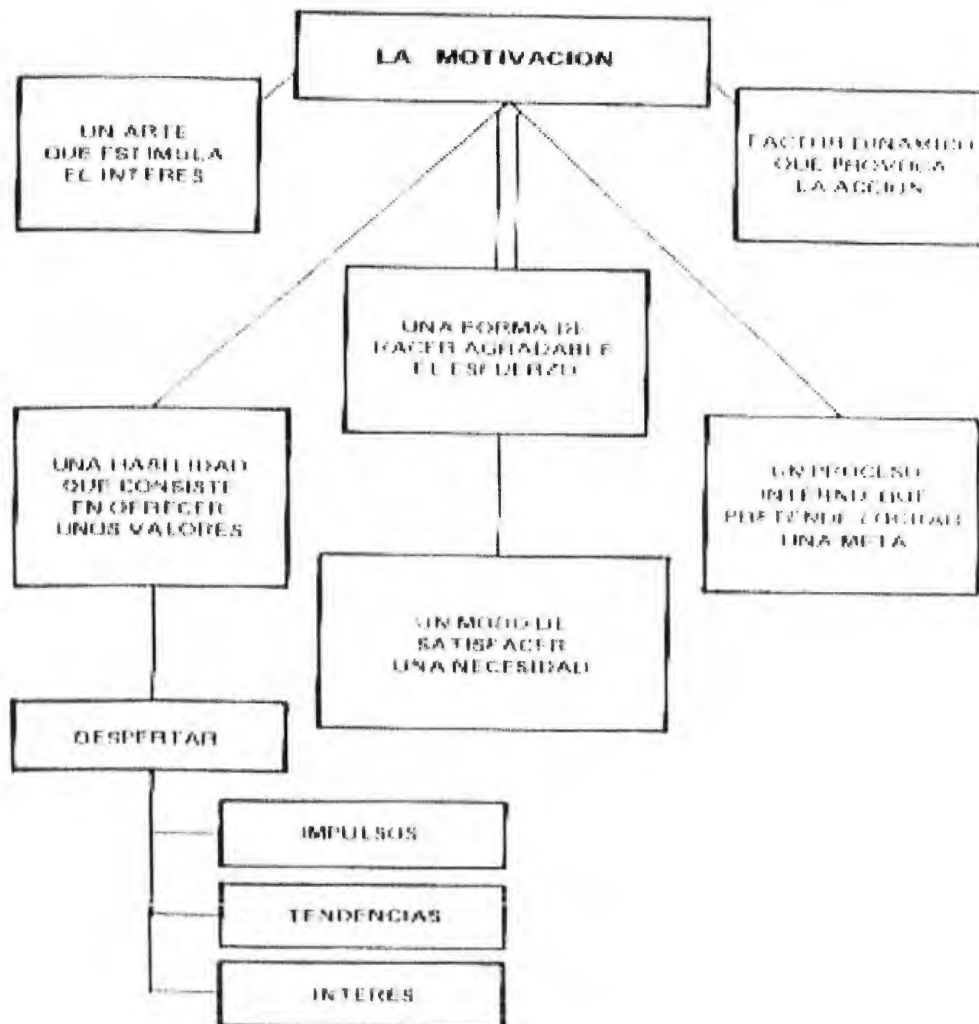 LA MOTIVACION
UN ARTE
QUE ESTIMULA
EL INTERES
FACTOR DINAMICO
QUE PROVOCA
LA ACCION
UNA FORMA DE
HACER AGRADABLE
EL ESFUERZO
UNA HABILIDAD
QUE CONSISTE
EN OFRECER
UNOS VALORES
UN PROCESO
INTERNO QUE
PRETENDE LOGRAR
UNA META
UN MODO DE
SATISFACER
UNA NECESIDAD
DESPERTAR
IMPULSOS
TENDENCIAS
INTERES